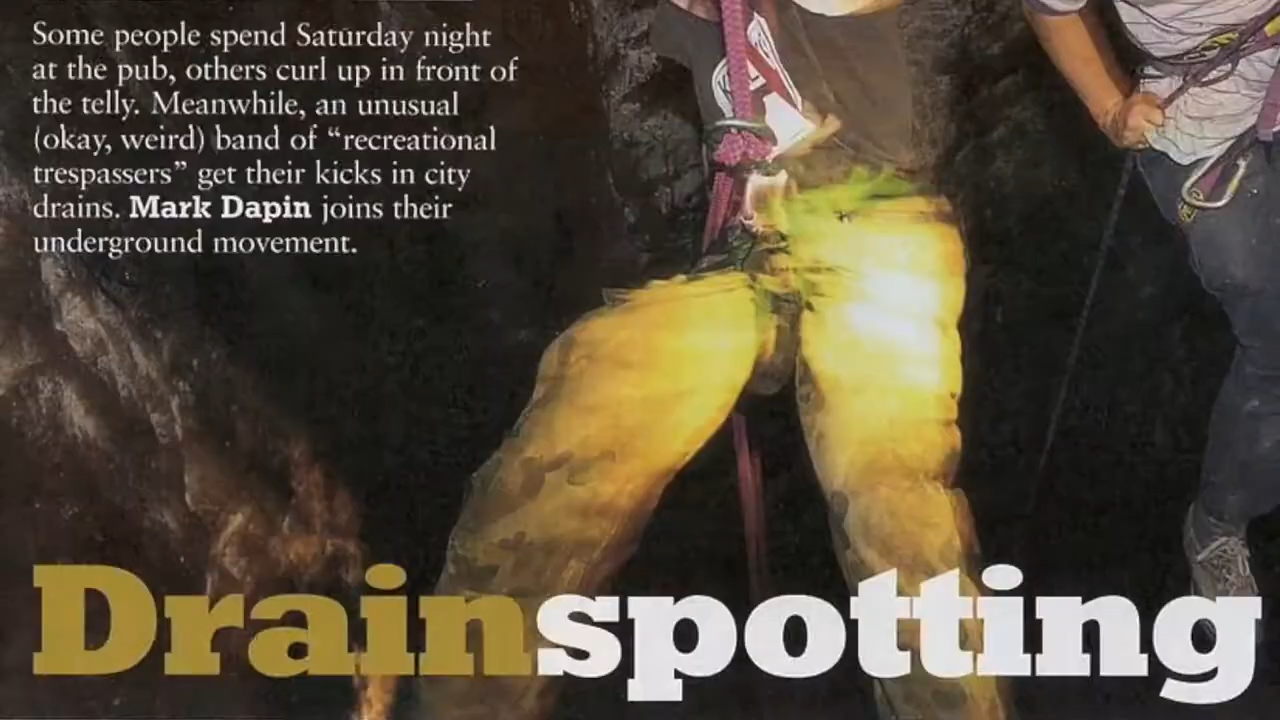 Some people spend Saturday night
at the pub, others curl up in front of
the telly. Meanwhile, an unusual
(okay, weird) band of “recreational
trespassers” get their kicks in city
drains. Mark Dapin joins their
underground movement.
Drainspotting